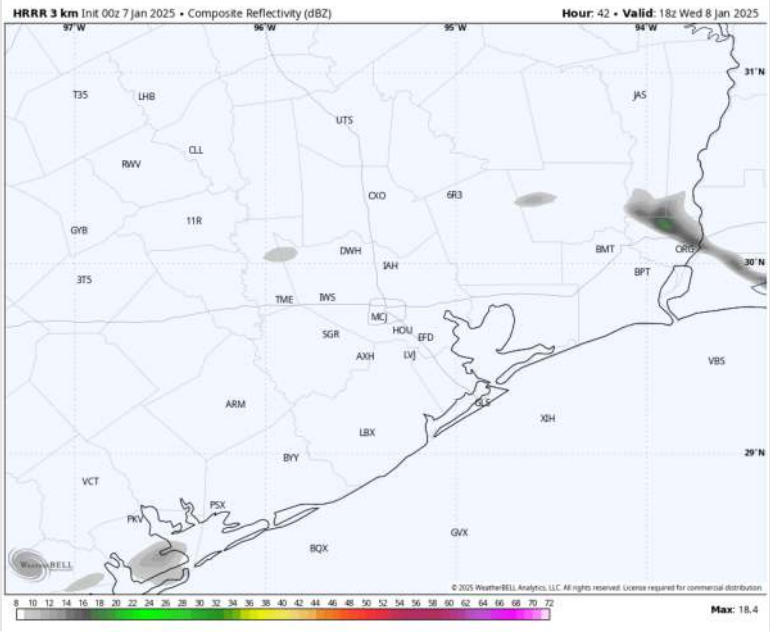 HRRR 3 km Init 00z 7 Jan 2025 • Composite Reflectivity (dBZ) Hour: 42 • Valid: 18z Wed 8 Jan 2025
97°W 96°W 95°W 94°W
31°N
T35 LHB JAS
UTS
CLL
RWV
CXO 6R3
11R
GYB
DWH BMT ORG
30°N
IAH BPT
3T5
TME IWS
MCJ
SGR HOU EFD
AXH LVJ
VBS
ARM GLS
XIH
LBX
29°N
BYY
VCT
PSX
PKV
GVX
BQX
WeatherBELL
© 2025 WeatherBELL Analytics, LLC. All rights reserved. License required for commercial distribution.
8 10 12 14 16 18 20 22 24 26 28 30 32 34 36 38 40 42 44 46 48 50 52 54 56 58 60 62 64 66 68 70 72 Max: 18.4